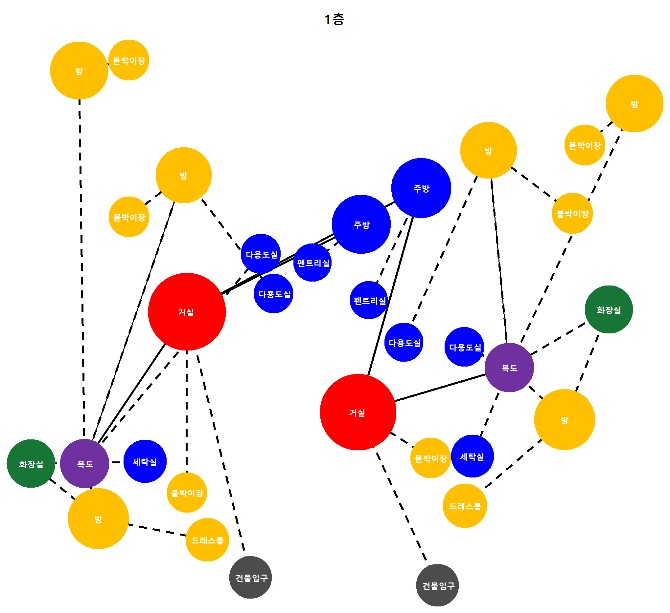 1층
방
붙박이장
방
붙박이장
방
붙박이장
방
붙박이장
주방
주방
다용도실
펜트리실
다용도실
펜트리실
거실
화장실
다용도실
다용도실
복도
거실
방
화장실
복도
세탁실
붙박이장
세탁실
붙박이장
드레스룸
방
드레스룸
건물입구
건물입구